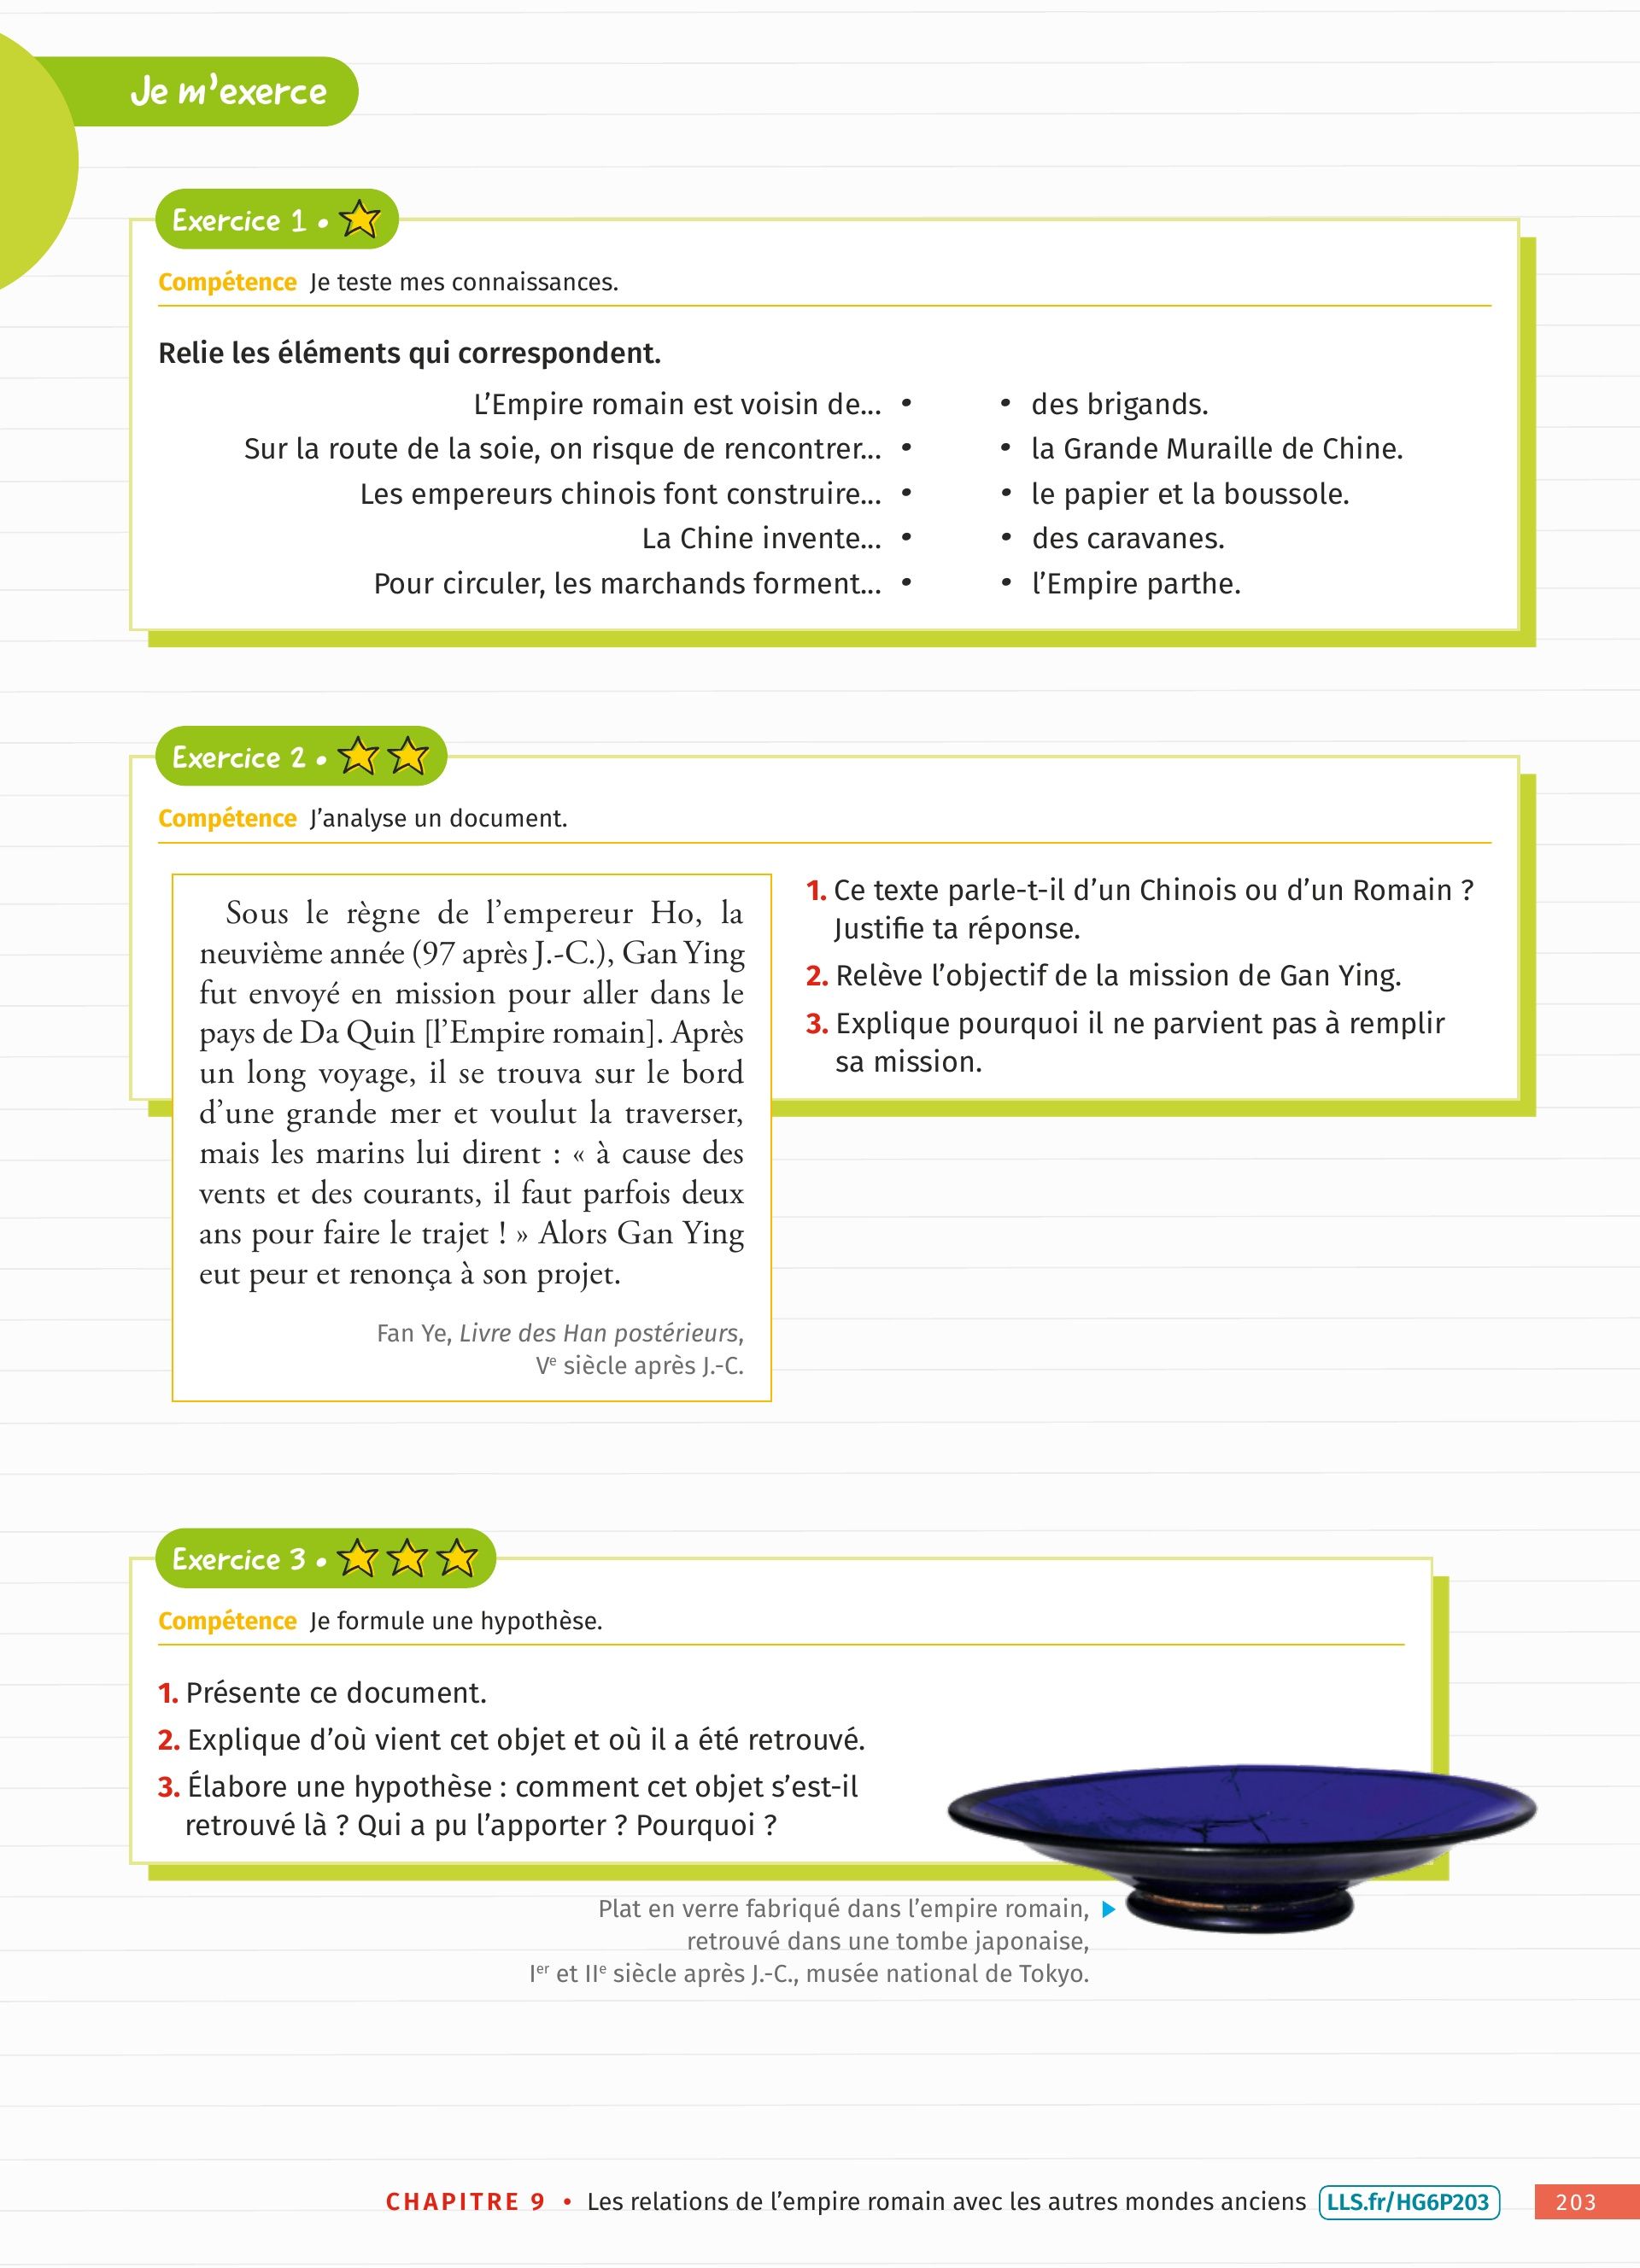 Je m'exerce
Exercice 1 •
Compétence Je teste mes connaissances.
Relie les éléments qui correspondent.
L'Empire romain est voisin de... • • des brigands.
Sur la route de la soie, on risque de rencontrer... • • la Grande Muraille de Chine.
Les empereurs chinois font construire... • • le papier et la boussole.
La Chine invente... • • des caravanes.
Pour circuler, les marchands forment... • • l'Empire parthe.
Exercice 2 •
Compétence J'analyse un document.
Sous le règne de l'empereur Ho, la
neuvième année (97 après J.-C.), Gan Ying
fut envoyé en mission pour aller dans le
pays de Da Quin [l'Empire romain]. Après
un long voyage, il se trouva sur le bord
d'une grande mer et voulut la traverser,
mais les marins lui dirent : « à cause des
vents et des courants, il faut parfois deux
ans pour faire le trajet ! » Alors Gan Ying
eut peur et renonça à son projet.
Fan Ye, Livre des Han postérieurs,
Ve siècle après J.-C.
1. Ce texte parle-t-il d'un Chinois ou d'un Romain ?
Justifie ta réponse.
2. Relève l'objectif de la mission de Gan Ying.
3. Explique pourquoi il ne parvient pas à remplir
sa mission.
Exercice 3 •
Compétence Je formule une hypothèse.
1. Présente ce document.
2. Explique d'où vient cet objet et où il a été retrouvé.
3. Élabore une hypothèse : comment cet objet s'est-il
retrouvé là ? Qui a pu l'apporter ? Pourquoi ?
Plat en verre fabriqué dans l'empire romain,
retrouvé dans une tombe japonaise,
Ier et IIe siècle après J.-C., musée national de Tokyo.
CHAPITRE 9 • Les relations de l'empire romain avec les autres mondes anciens LLS.fr/HG6P203 203